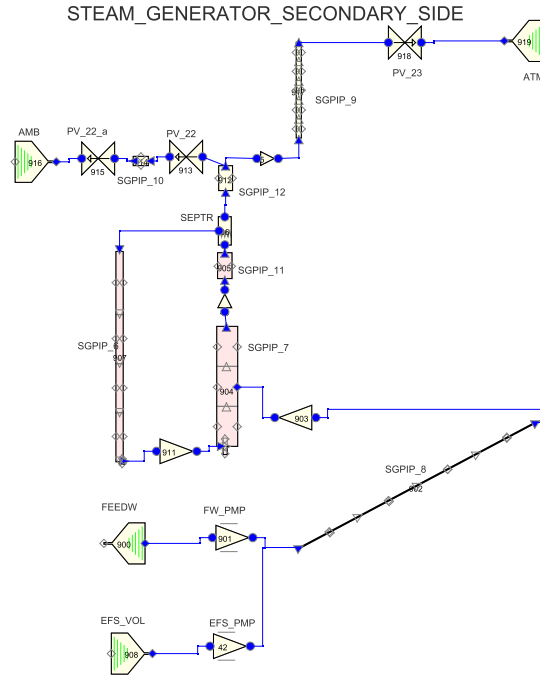 STEAM_GENERATOR_SECONDARY_SIDE
919
918
PV_23
ATM
SGPIP_9
AMB
PV_22_a
PV_22
916
915
913
SGPIP_10
912
SGPIP_12
SEPTR
905
SGPIP_11
SGPIP_6
907
SGPIP_7
904
903
911
SGPIP_8
902
FEEDW
FW_PMP
900
901
EFS_VOL
EFS_PMP
908
42